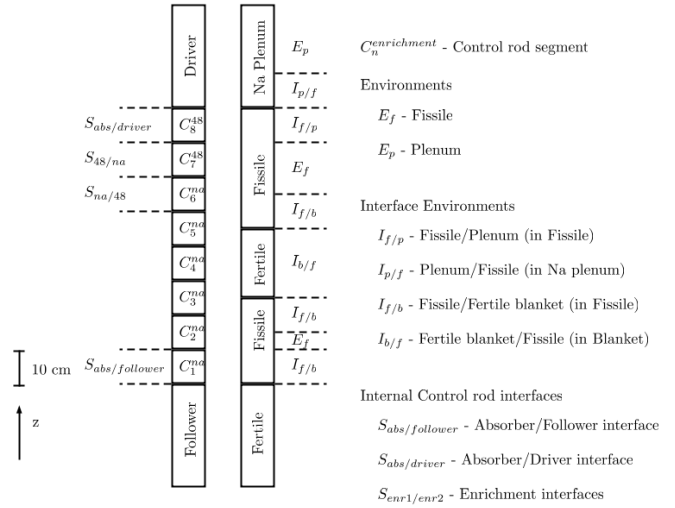 Driver
Na Plenum
E_p
I_{p/f}
C_n^{enrichment} - Control rod segment
Environments
E_f - Fissile
E_p - Plenum
S_{abs/driver}
C_8^{48}
I_{f/p}
S_{48/na}
C_7^{48}
Fissile
E_f
S_{na/48}
C_6^{na}
I_{f/b}
C_5^{na}
Interface Environments
I_{f/p} - Fissile/Plenum (in Fissile)
I_{p/f} - Plenum/Fissile (in Na plenum)
I_{f/b} - Fissile/Fertile blanket (in Fissile)
I_{b/f} - Fertile blanket/Fissile (in Blanket)
C_4^{na}
Fertile
I_{b/f}
C_3^{na}
I_{f/b}
C_2^{na}
Fissile
E_f
10 cm
S_{abs/follower}
C_1^{na}
I_{f/b}
z
Follower
Fertile
Internal Control rod interfaces
S_{abs/follower} - Absorber/Follower interface
S_{abs/driver} - Absorber/Driver interface
S_{enr1/enr2} - Enrichment interfaces